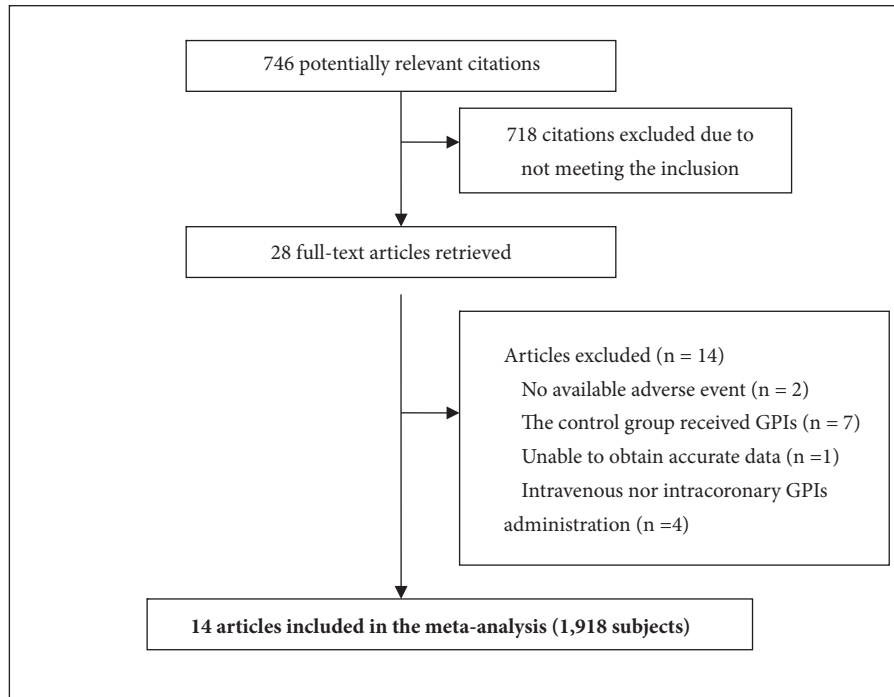 746 potentially relevant citations
718 citations excluded due to
not meeting the inclusion
28 full-text articles retrieved
Articles excluded (n = 14)
No available adverse event (n = 2)
The control group received GPIs (n = 7)
Unable to obtain accurate data (n =1)
Intravenous nor intracoronary GPIs
administration (n =4)
14 articles included in the meta-analysis (1,918 subjects)